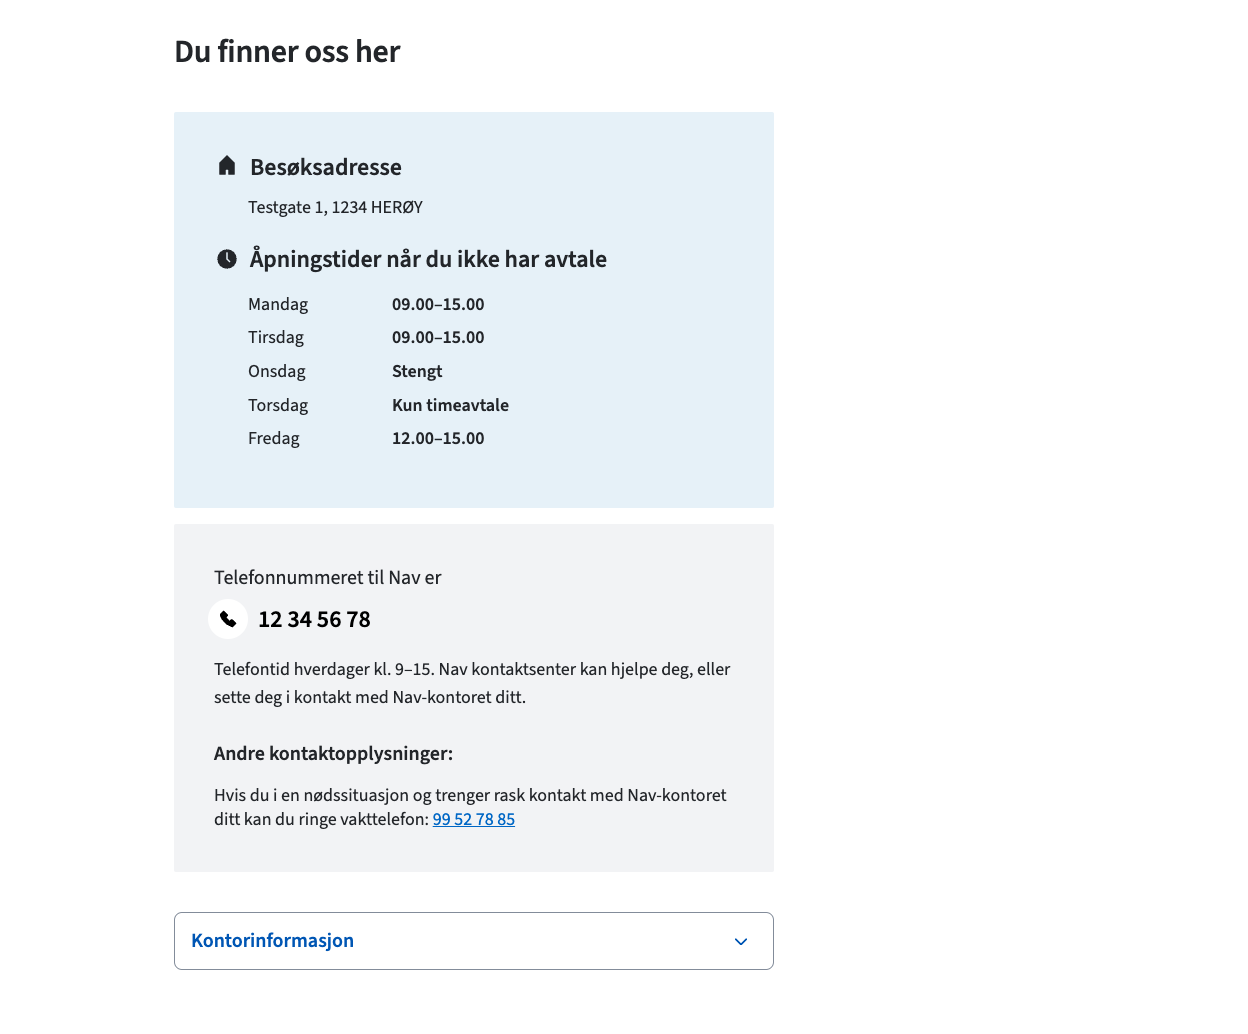 Du finner oss her
Besøksadresse
Testgate 1, 1234 HERØY
Åpningstider når du ikke har avtale
Mandag 09.00–15.00
Tirsdag 09.00–15.00
Onsdag Stengt
Torsdag Kun timeavtale
Fredag 12.00–15.00
Telefonnummeret til Nav er
12 34 56 78
Telefontid hverdager kl. 9–15. Nav kontaktsenter kan hjelpe deg, eller
sette deg i kontakt med Nav-kontoret ditt.
Andre kontaktopplysninger:
Hvis du i en nødssituasjon og trenger rask kontakt med Nav-kontoret
ditt kan du ringe vakttelefon: 99 52 78 85
Kontorinformasjon